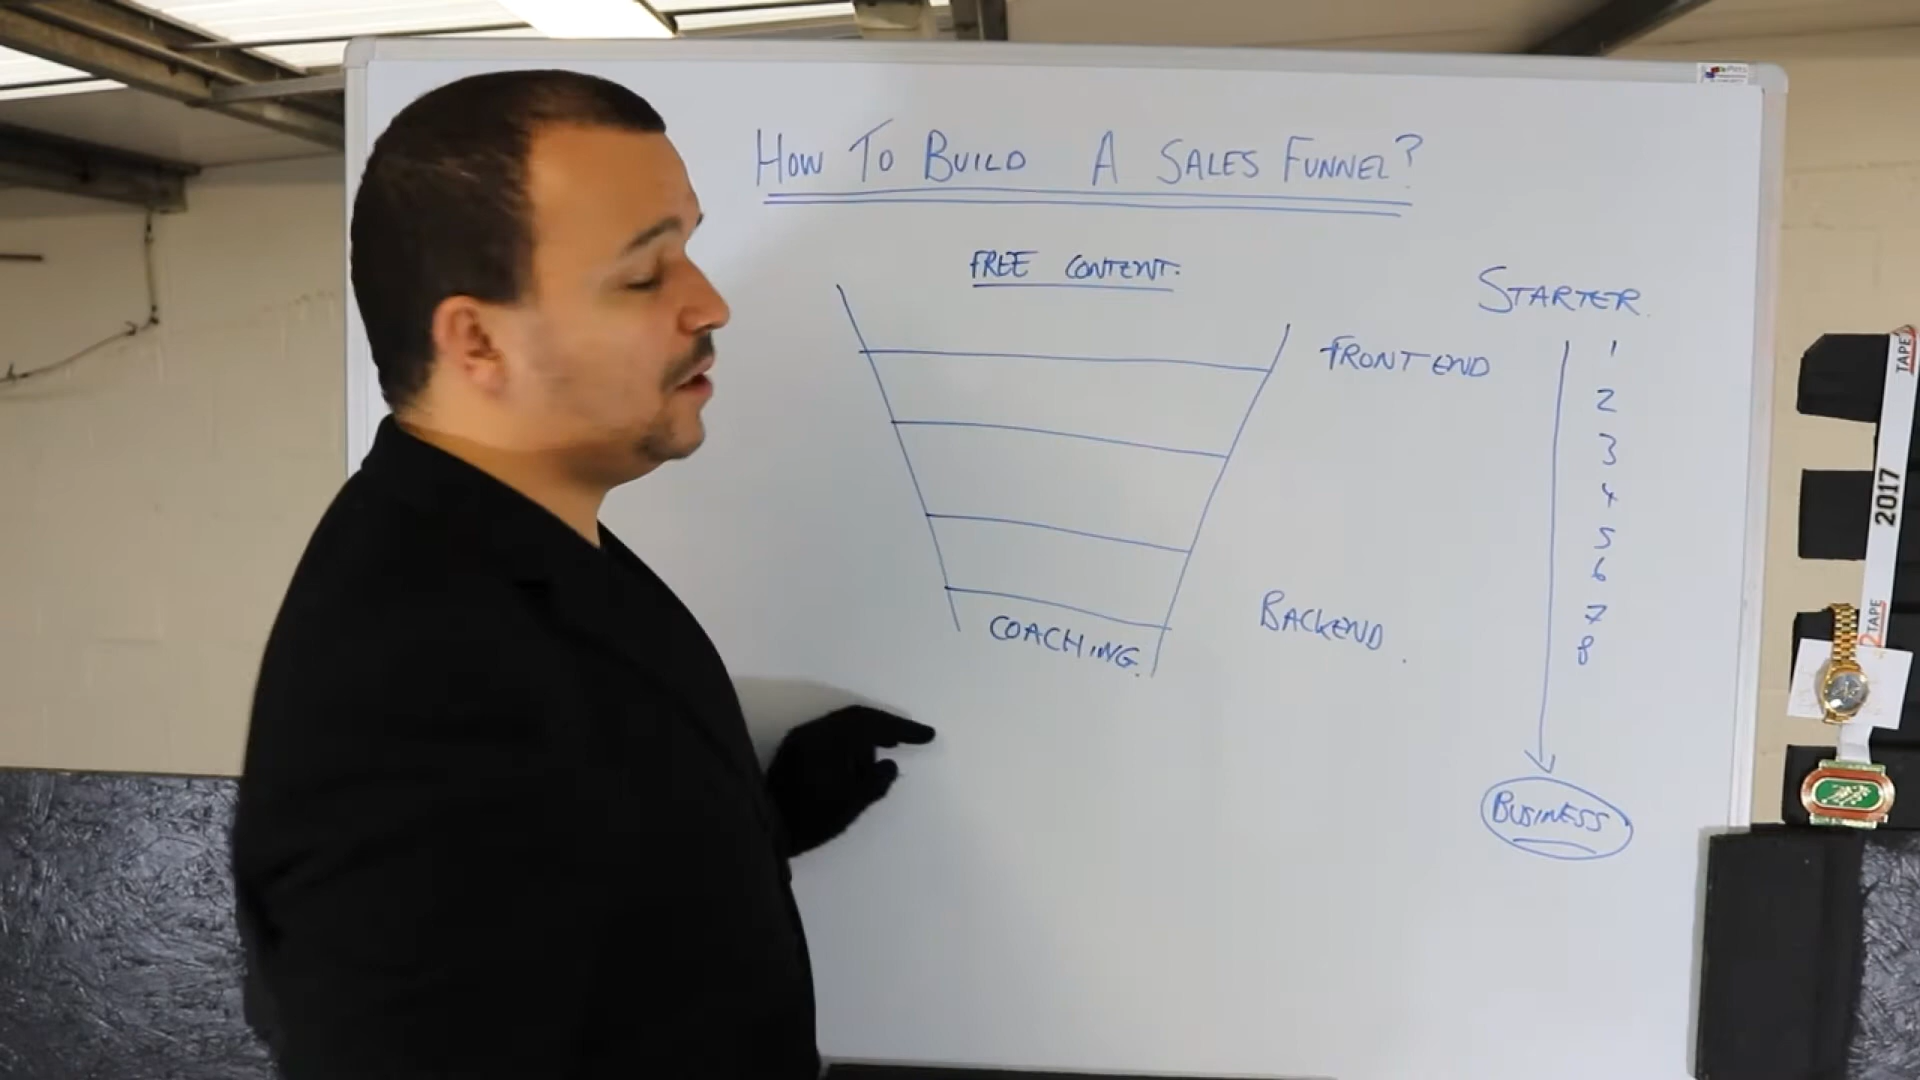 HOW TO BUILD A SALES FUNNEL?
FREE CONTENT.
STARTER.
FRONT END
1
2
3
4
5
6
7
8
BACKEND.
COACHING.
BUSINESS
TAPE
2017
2TAPE